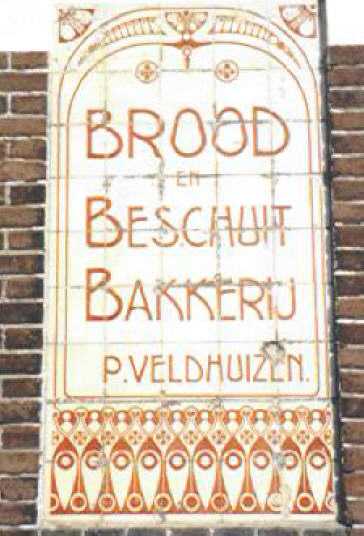 BROOD
EN
BESCHUIT
BAKKERIJ
P. VELDHUIZEN.